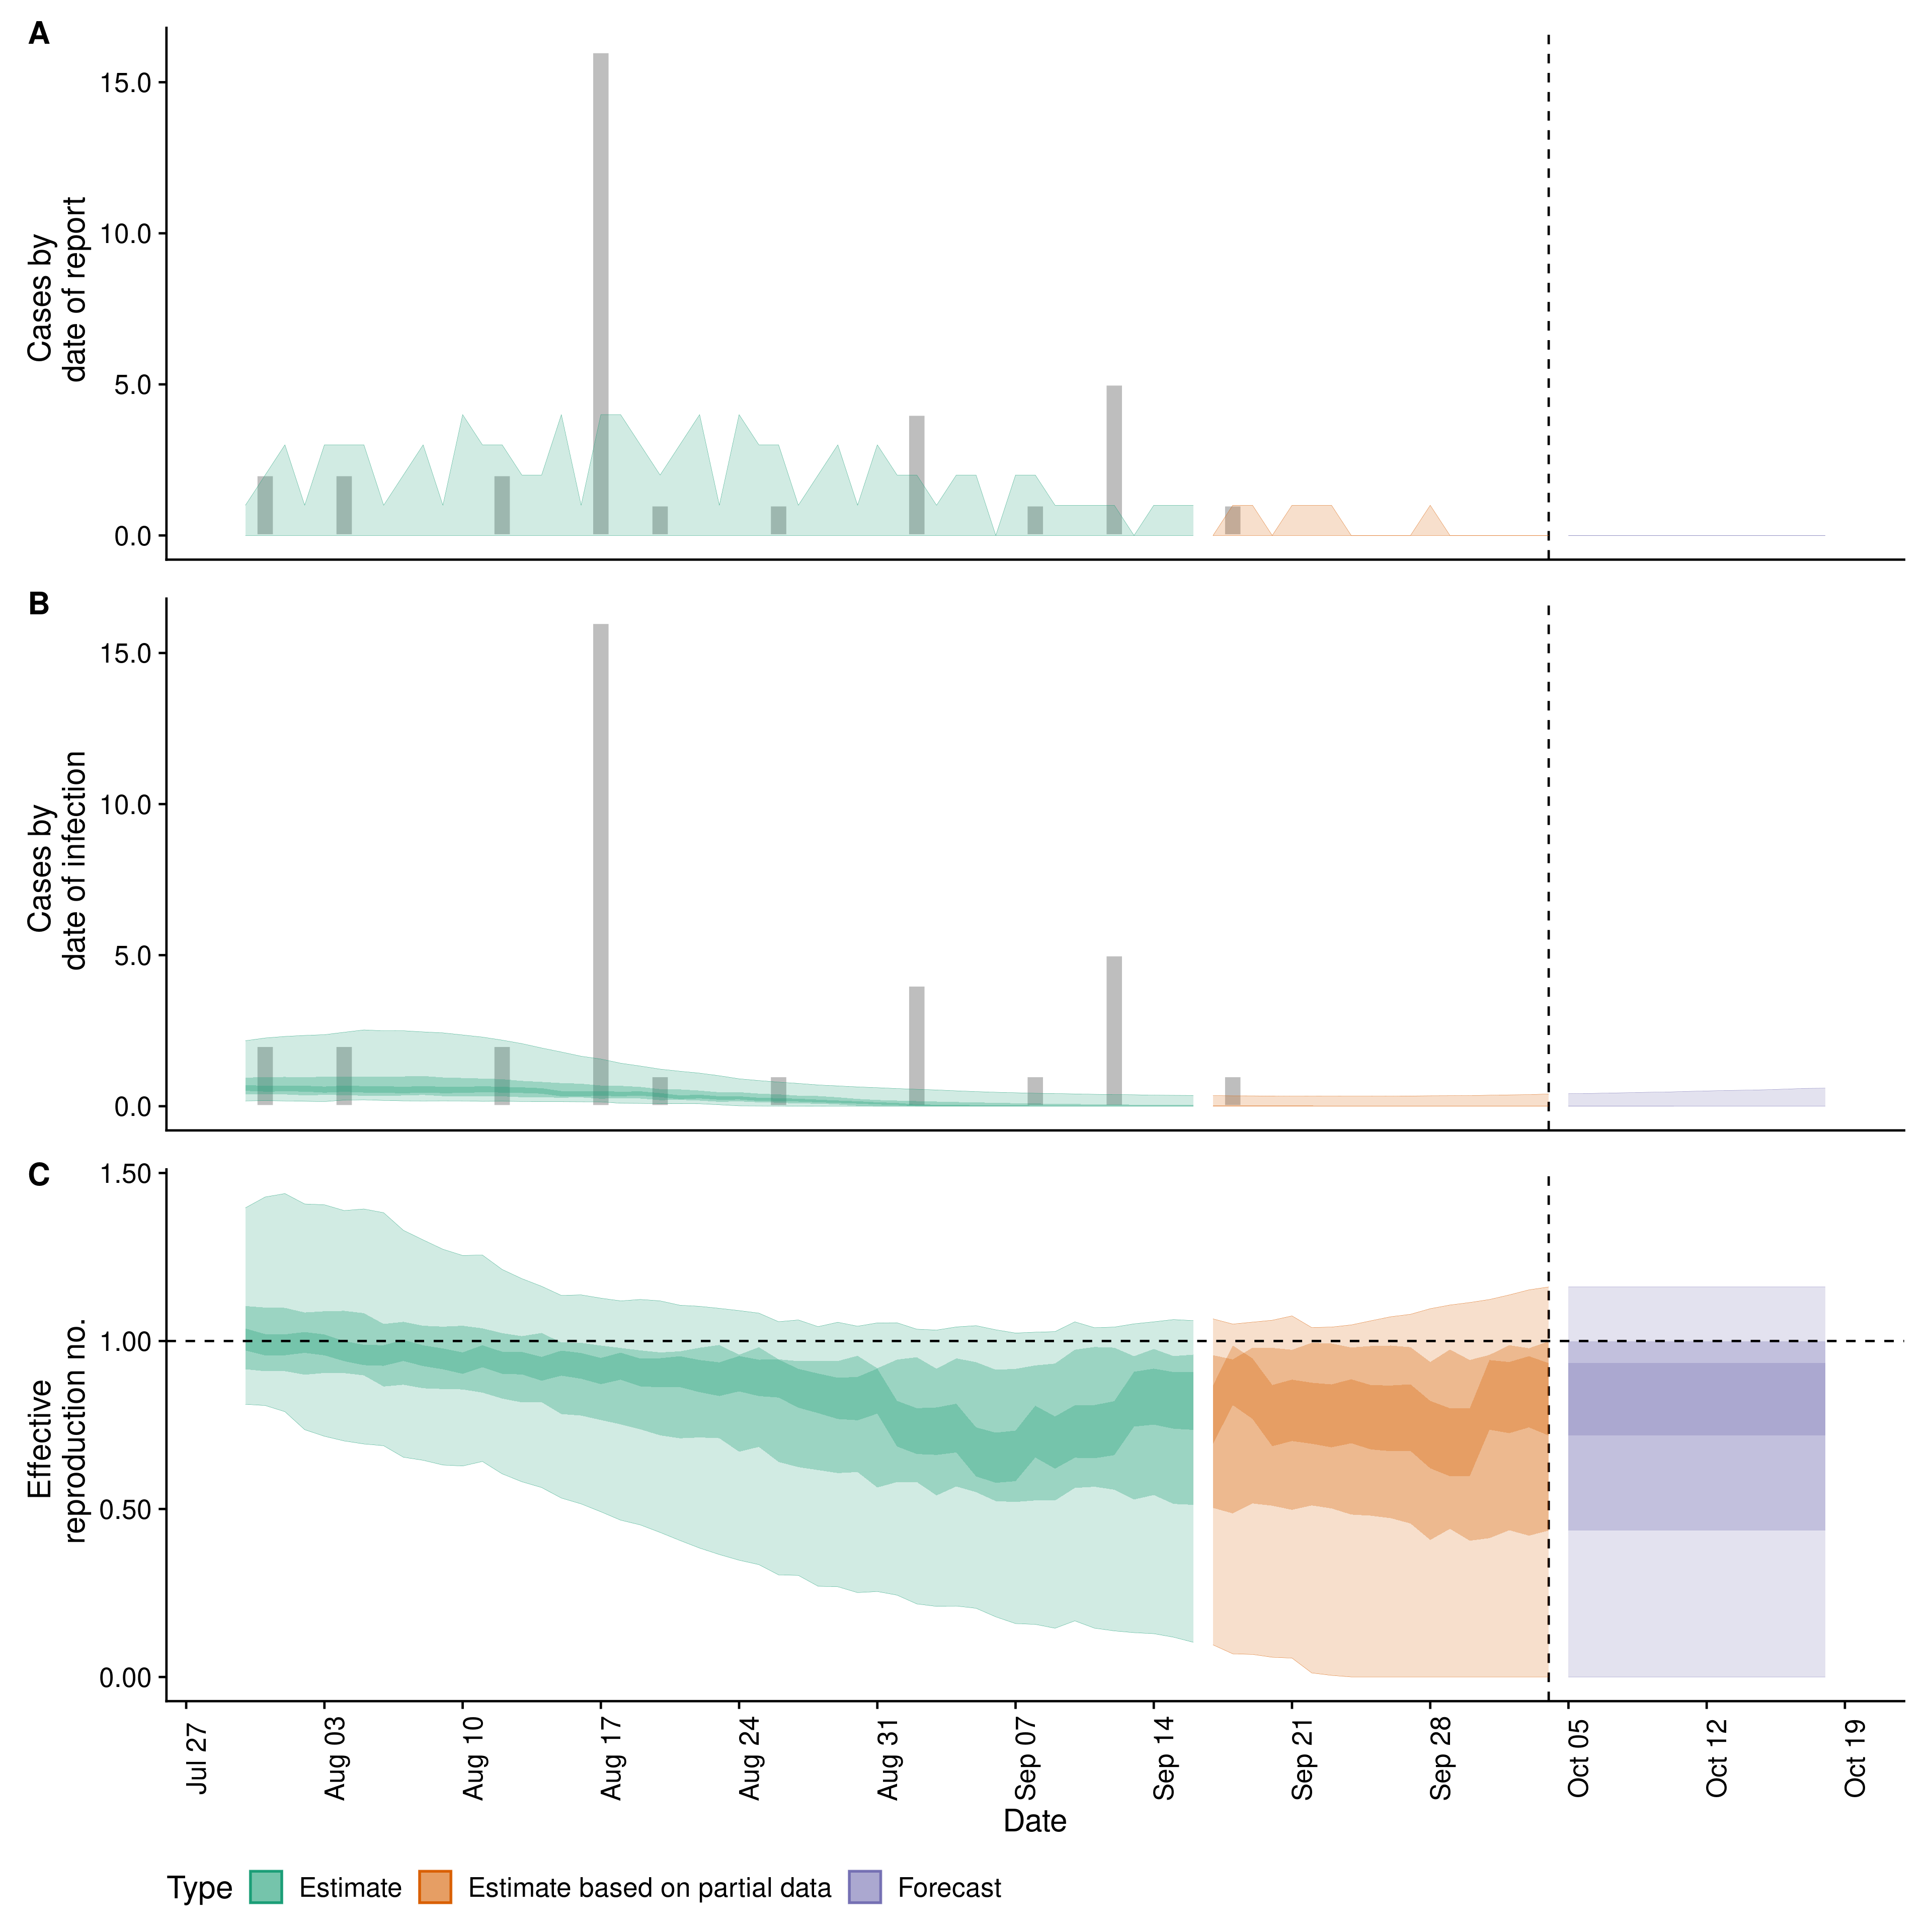 A
15.0
10.0
5.0
0.0
Cases by
date of report
B
15.0
10.0
5.0
0.0
Cases by
date of infection
C
1.50
1.00
0.50
0.00
Effective
reproduction no.
Jul 27
Aug 03
Aug 10
Aug 17
Aug 24
Aug 31
Sep 07
Sep 14
Sep 21
Sep 28
Oct 05
Oct 12
Oct 19
Date
Type Estimate Estimate based on partial data Forecast